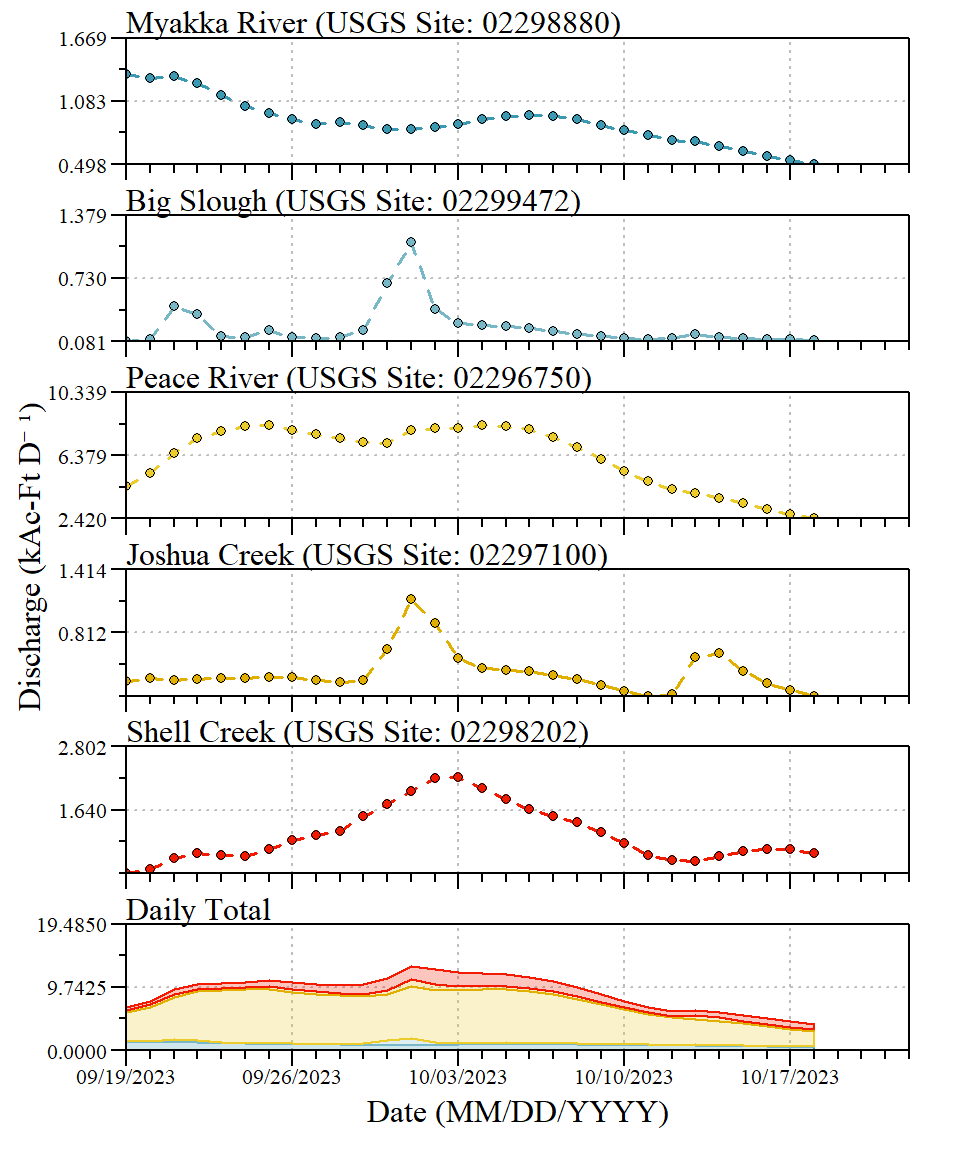 Myakka River (USGS Site: 02298880)
1.669
1.083
0.498
Big Slough (USGS Site: 02299472)
1.379
0.730
0.081
Peace River (USGS Site: 02296750)
10.339
6.379
2.420
Joshua Creek (USGS Site: 02297100)
1.414
0.812
Shell Creek (USGS Site: 02298202)
2.802
1.640
Daily Total
19.4850
9.7425
0.0000
Discharge (kAc-Ft D⁻¹)
09/19/2023 09/26/2023 10/03/2023 10/10/2023 10/17/2023
Date (MM/DD/YYYY)